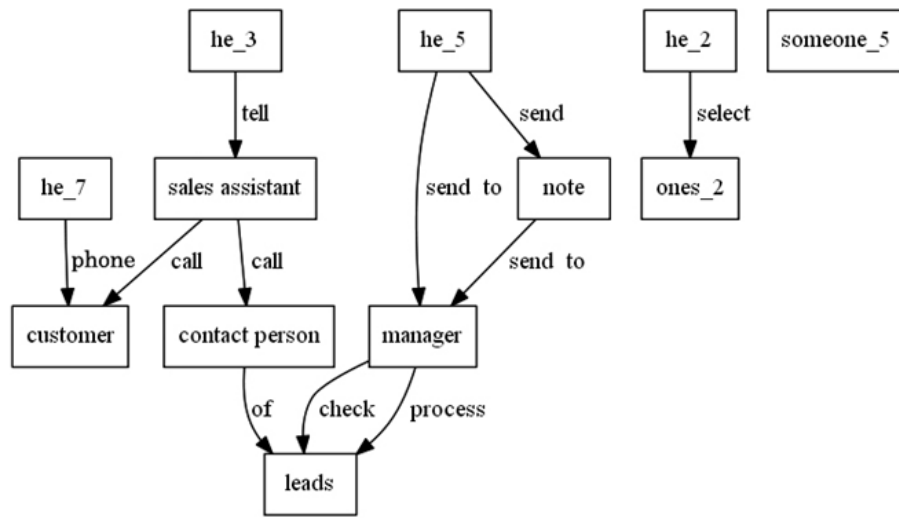 he_3
he_5
he_2
someone_5
tell
send
select
he_7
sales assistant
send to
note
ones_2
phone
call
call
send to
customer
contact person
manager
of
check
process
leads